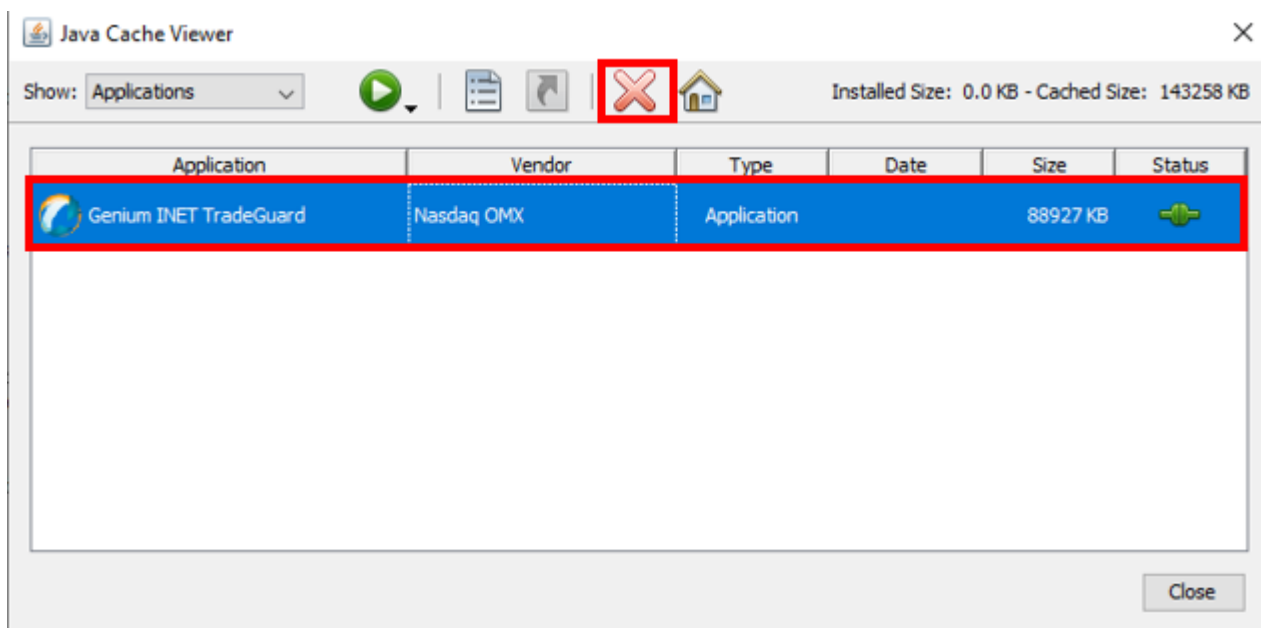 Java Cache Viewer
Show: Applications Installed Size: 0.0 KB - Cached Size: 143258 KB
Application Vendor Type Date Size Status
Genium INET TradeGuard Nasdaq OMX Application 88927 KB
Close